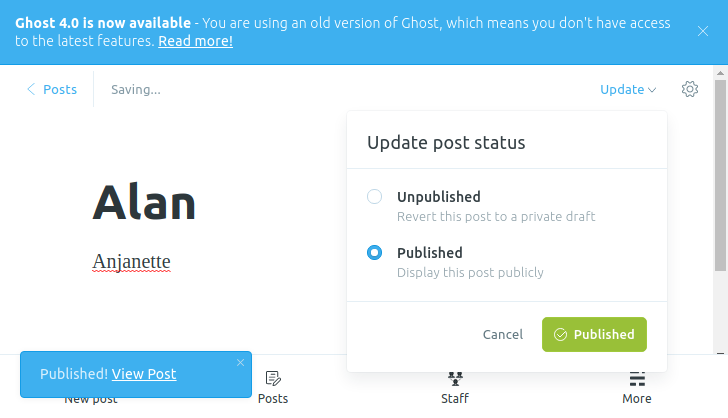 Ghost 4.0 is now available - You are using an old version of Ghost, which means you don't have access
to the latest features. Read more!
Posts
Saving...
Update
Update post status
Unpublished
Revert this post to a private draft
Published
Display this post publicly
Cancel
Published
Alan
Anjanette
Published! View Post
New post
Posts
Staff
More